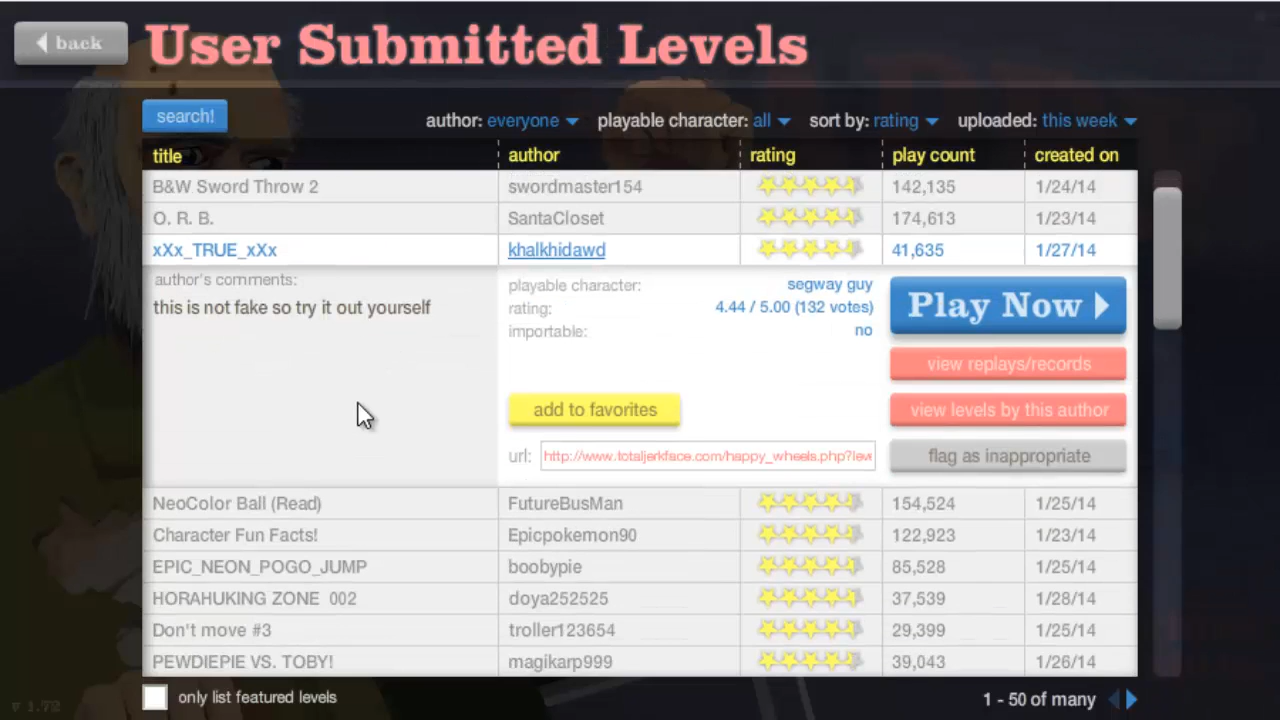 back
User Submitted Levels
search!
author: everyone
playable character: all
sort by: rating
uploaded: this week
title author rating play count created on
B&W Sword Throw 2 swordmaster154 142,135 1/24/14
O. R. B. SantaCloset 174,613 1/23/14
xXx_TRUE_xXx khalkhidawd 41,635 1/27/14
author's comments:
this is not fake so try it out yourself
playable character: segway guy
rating: 4.44 / 5.00 (132 votes)
importable: no
add to favorites
url: http://www.totaljerkface.com/happy_wheels.php?leve
Play Now
view replays/records
view levels by this author
flag as inappropriate
NeoColor Ball (Read) FutureBusMan 154,524 1/25/14
Character Fun Facts! Epicpokemon90 122,923 1/23/14
EPIC_NEON_POGO_JUMP boobypie 85,528 1/25/14
HORAHUKING ZONE 002 doya252525 37,539 1/28/14
Don't move #3 troller123654 29,399 1/25/14
PEWDIEPIE VS. TOBY! magikarp999 39,043 1/26/14
only list featured levels
1 - 50 of many
v 1.72